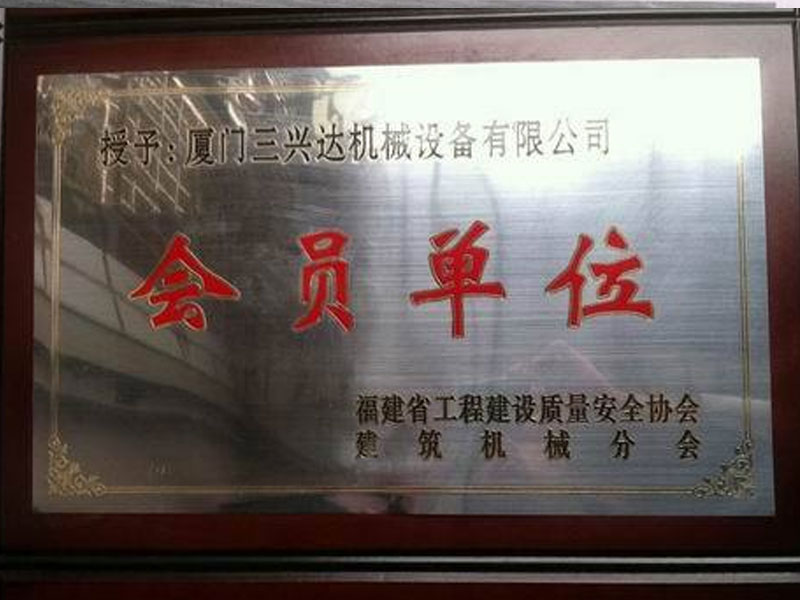 授予：厦门三兴达机械设备有限公司
会员单位
福建省工程建设质量安全协会
建筑机械分会